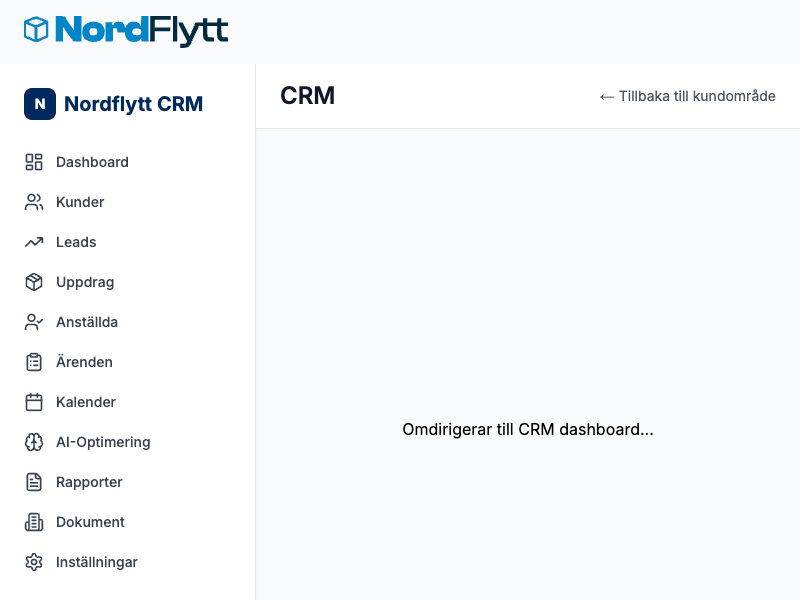 NordFlytt
N Nordflytt CRM
CRM
← Tillbaka till kundområde
Dashboard
Kunder
Leads
Uppdrag
Anställda
Ärenden
Kalender
AI-Optimering
Rapporter
Dokument
Inställningar
Omdirigerar till CRM dashboard...